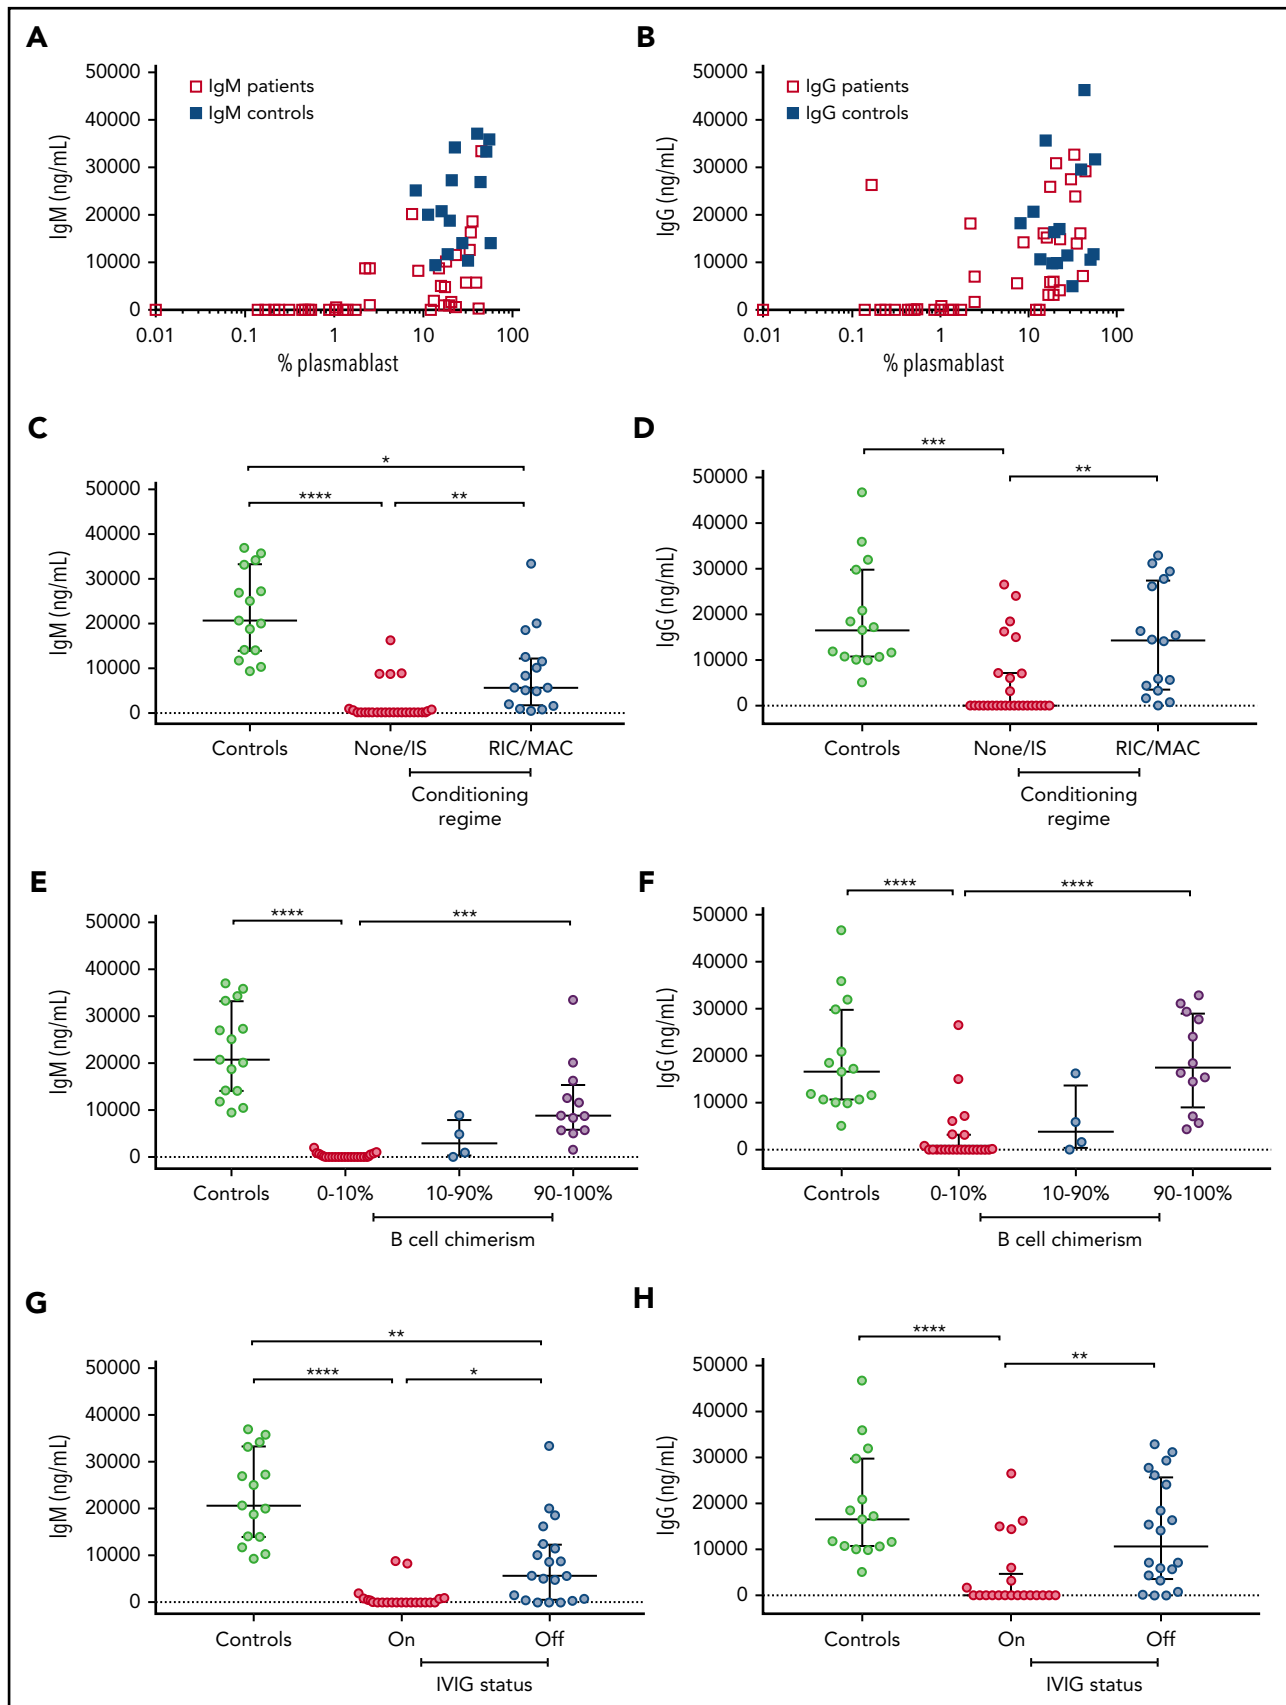 A
50000
40000
30000
20000
10000
0
IgM (ng/mL)
IgM patients
IgM controls
0.01
0.1
1
10
100
% plasmablast
B
50000
40000
30000
20000
10000
0
IgG (ng/mL)
IgG patients
IgG controls
0.01
0.1
1
10
100
% plasmablast
C
*
****
**
50000
40000
30000
20000
10000
0
IgM (ng/mL)
Controls
None/IS
RIC/MAC
Conditioning
regime
D
***
**
50000
40000
30000
20000
10000
0
IgG (ng/mL)
Controls
None/IS
RIC/MAC
Conditioning
regime
E
****
***
50000
40000
30000
20000
10000
0
IgM (ng/mL)
Controls
0-10%
10-90%
90-100%
B cell chimerism
F
****
****
50000
40000
30000
20000
10000
0
IgG (ng/mL)
Controls
0-10%
10-90%
90-100%
B cell chimerism
G
**
****
*
50000
40000
30000
20000
10000
0
IgM (ng/mL)
Controls
On
Off
IVIG status
H
****
**
50000
40000
30000
20000
10000
0
IgG (ng/mL)
Controls
On
Off
IVIG status